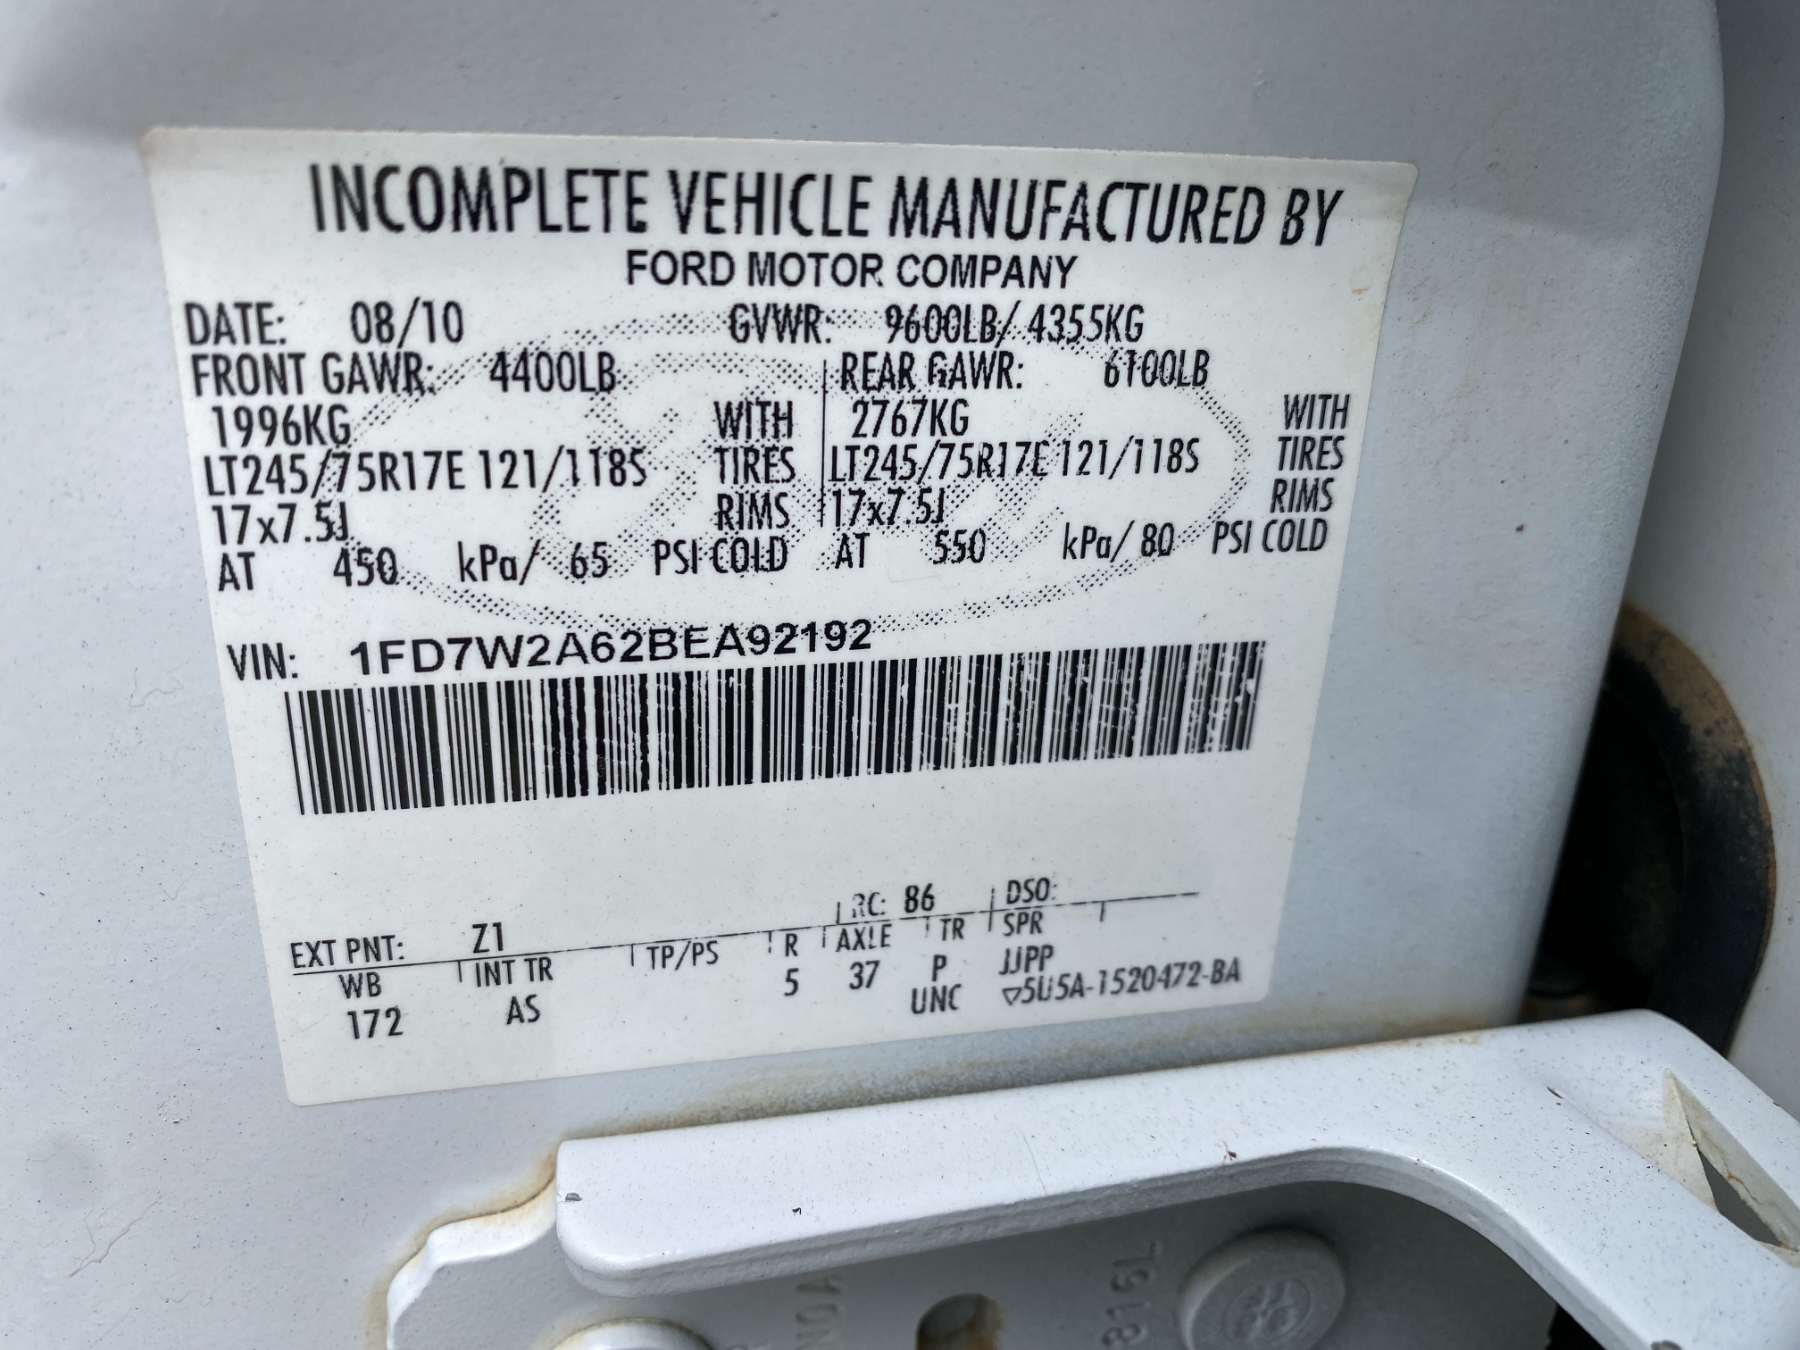 INCOMPLETE VEHICLE MANUFACTURED BY
FORD MOTOR COMPANY
DATE: 08/10 GVWR: 9600LB/ 4355KG
FRONT GAWR: 4400LB REAR GAWR: 6100LB
1996KG WITH 2767KG WITH
LT245/75R17E 121/118S TIRES LT245/75R17E 121/118S TIRES
17x7.5J RIMS 17x7.5J RIMS
AT 450 kPa/ 65 PSI COLD AT 550 kPa/ 80 PSI COLD
VIN: 1FD7W2A62BEA92192
EXT PNT: Z1 RC: 86 DSO:
WB INT TR TP/PS R AXLE TR SPR
172 AS 5 37 P JJPP
UNC ▽5U5A-1520472-BA
816L